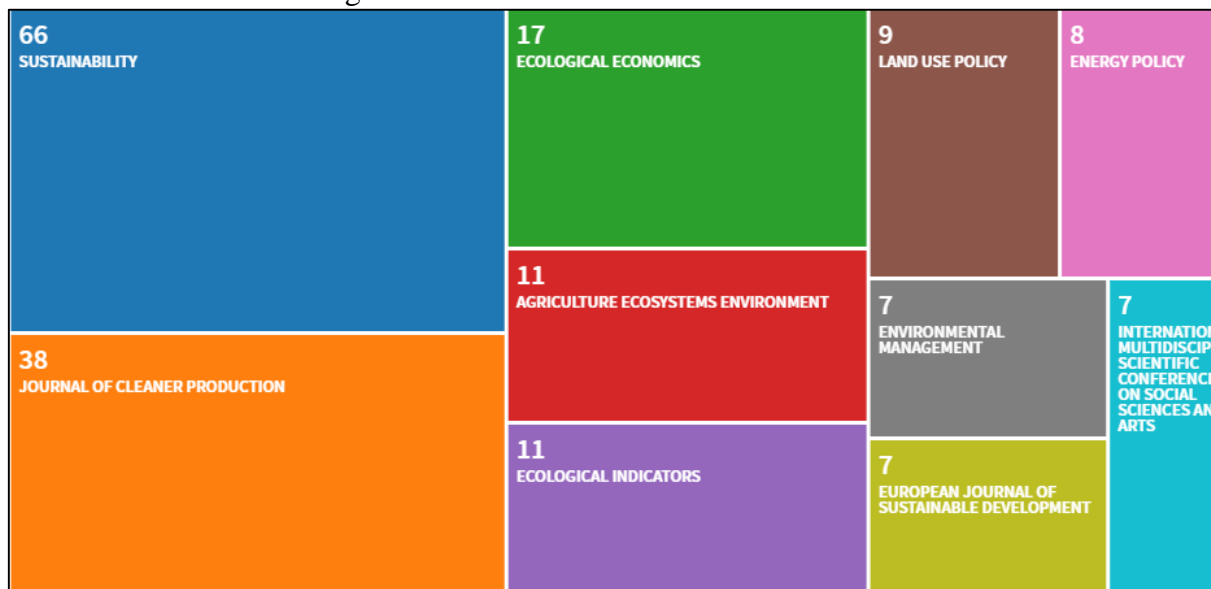 66
SUSTAINABILITY
38
JOURNAL OF CLEANER PRODUCTION
17
ECOLOGICAL ECONOMICS
11
AGRICULTURE ECOSYSTEMS ENVIRONMENT
11
ECOLOGICAL INDICATORS
9
LAND USE POLICY
8
ENERGY POLICY
7
ENVIRONMENTAL
MANAGEMENT
7
EUROPEAN JOURNAL OF
SUSTAINABLE DEVELOPMENT
7
SCIENTIFIC
ON SOCIAL
SCIENCES
ARTS